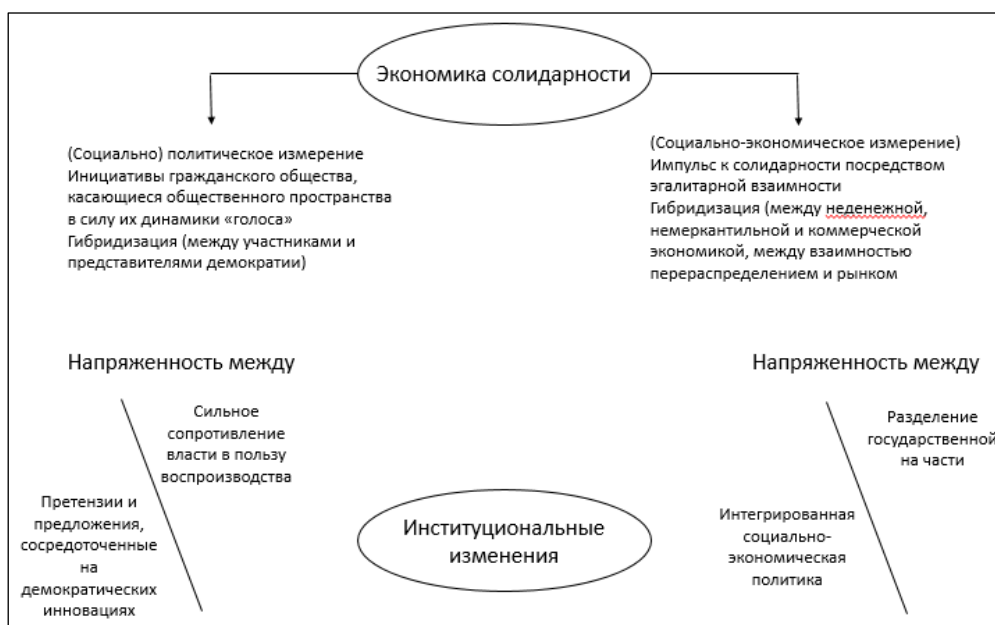 Экономика солидарности
(Социально) политическое измерение
Инициативы гражданского общества,
касающиеся общественного пространства
в силу их динамики «голоса»
Гибридизация (между участниками и
представителями демократии)
(Социально-экономическое измерение)
Импульс к солидарности посредством
эгалитарной взаимности
Гибридизация (между неденежной,
немеркантильной и коммерческой
экономикой, между взаимностью
перераспределением и рынком
Напряженность между
Сильное
сопротивление
власти в пользу
воспроизводства
Претензии и
предложения,
сосредоточенные
на
демократических
инновациях
Институциональные
изменения
Напряженность между
Разделение
государственной
на части
Интегрированная
социально-
экономическая
политика